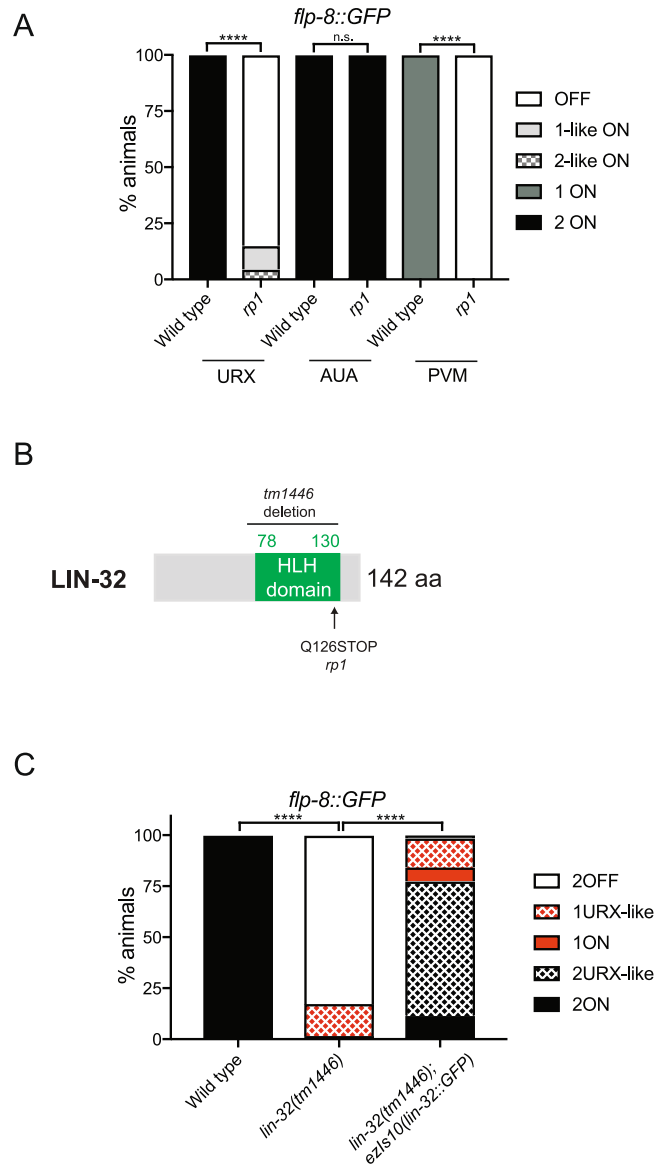 A
flp-8::GFP
**** n.s. ****
% animals
100
75
50
25
0
Wild type
rp1
Wild type
rp1
Wild type
rp1
URX
AUA
PVM
OFF
1-like ON
2-like ON
1 ON
2 ON
B
tm1446
deletion
78 130
LIN-32
HLH
domain
142 aa
Q126STOP
rp1
C
flp-8::GFP
**** ****
% animals
100
75
50
25
0
Wild type
lin-32(tm1446)
lin-32(tm1446);
ezIs10(lin-32::GFP)
2OFF
1URX-like
1ON
2URX-like
2ON